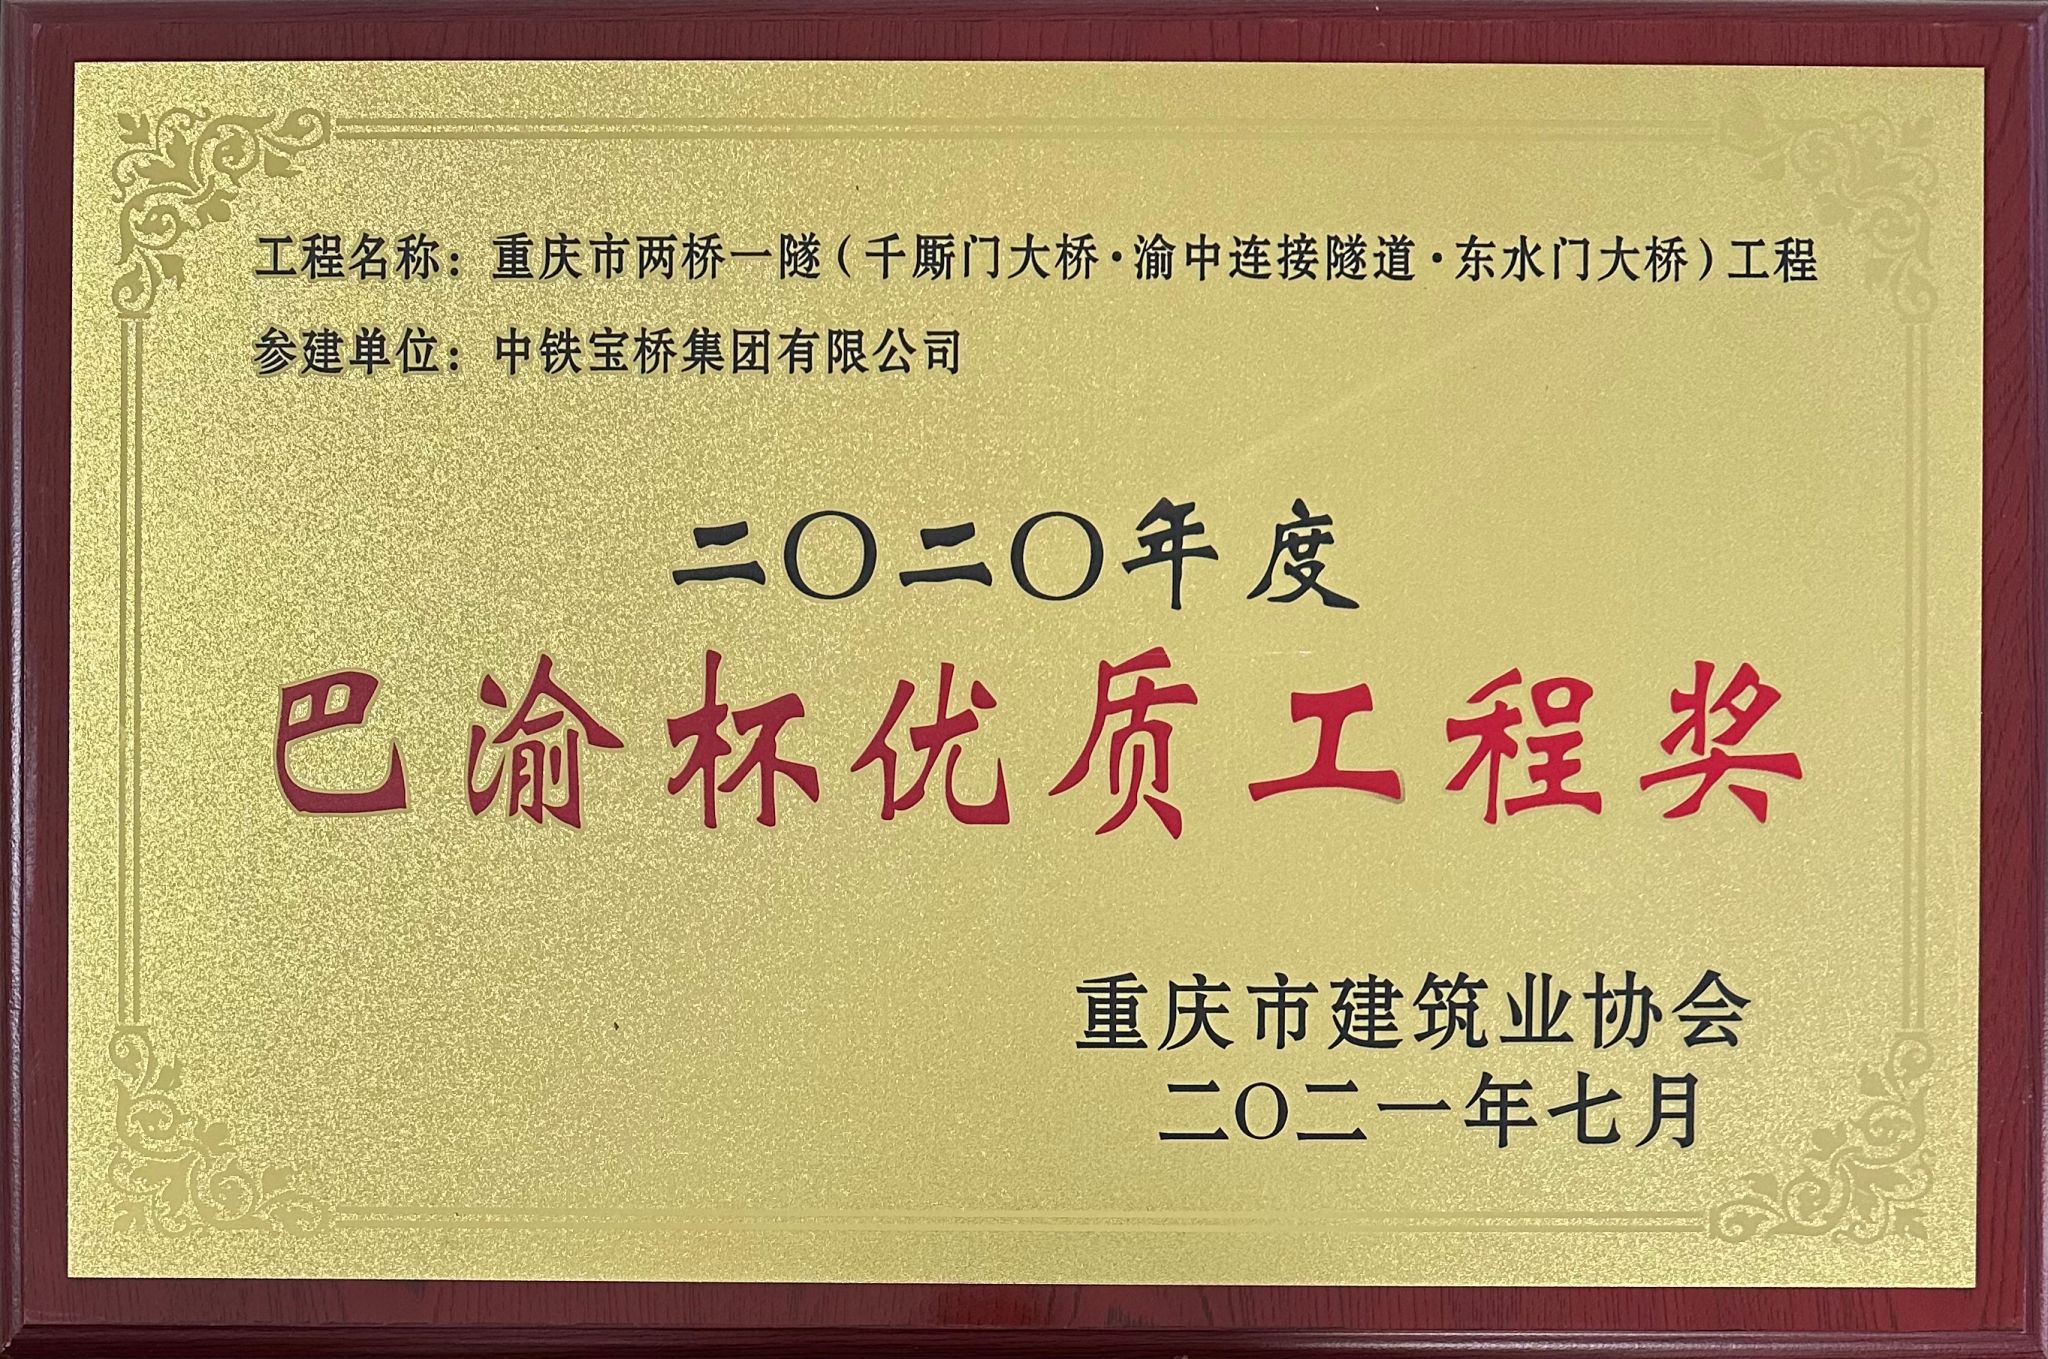 工程名称：重庆市两桥一隧（千厮门大桥·渝中连接隧道·东水门大桥）工程
参建单位：中铁宝桥集团有限公司
二〇二〇年度
巴渝杯优质工程奖
重庆市建筑业协会
二〇二一年七月